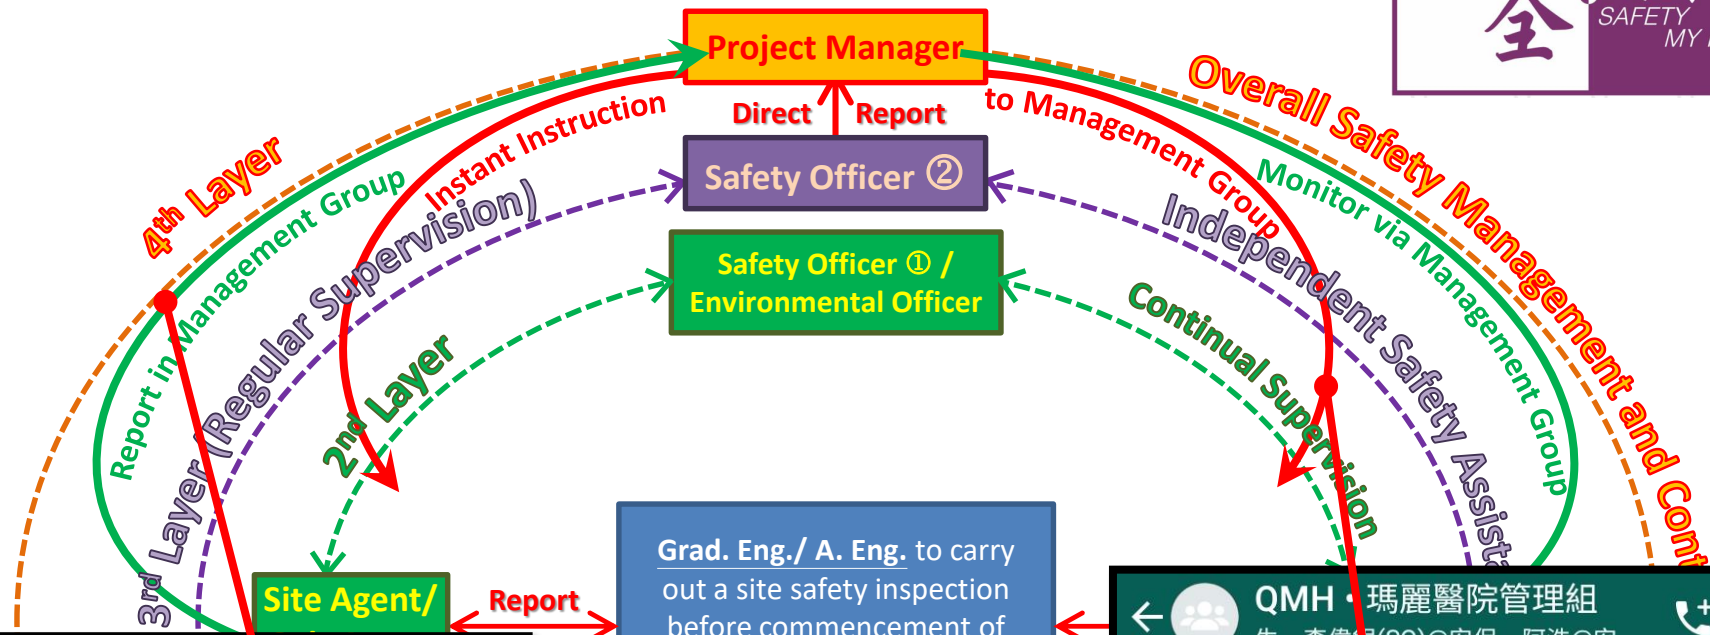 全
SAFETY
MY
Project Manager
Direct Report
Instant Instruction
to Management Group
Overall Safety Management and
4th Layer
Safety Officer ②
Report in Management Group
Monitor via Management Group
3rd Layer (Regular Supervision)
Independent Safety
Safety Officer ① /
Environmental Officer
2nd Layer
Continual Supervision
Grad. Eng./ A. Eng. to carry
out a site safety inspection
before commencement of
Site Agent/
Report
QMH • 瑪麗醫院管理組